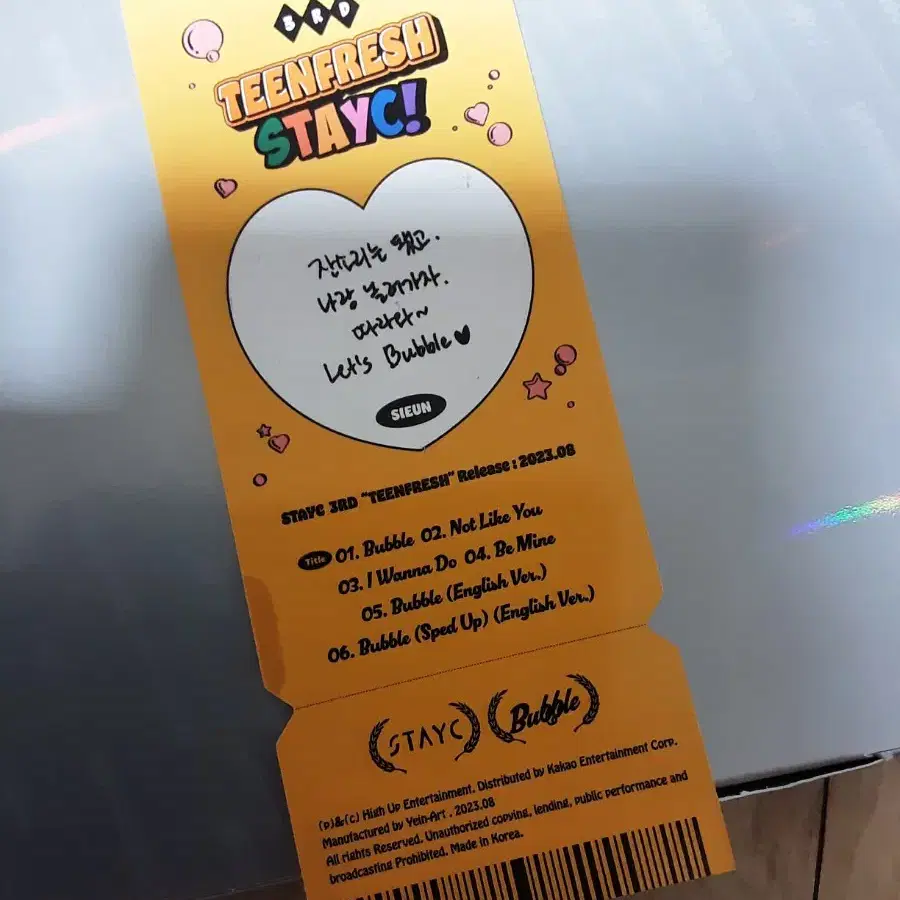 3RD
TEENFRESH
STAYC!
잔소리는 됐고.
나랑 놀러가자.
따라라~
Let's Bubble♥
SIEUN
STAYC 3RD "TEENFRESH" Release : 2023.08
Title 01. Bubble 02. Not Like You
03. I Wanna Do 04. Be Mine
05. Bubble (English Ver.)
06. Bubble (Sped Up) (English Ver.)
STAYC Bubble
(p)&(c) High Up Entertainment. Distributed by Kakao Entertainment Corp.
Manufactured by Yein-Art . 2023.08
All rights Reserved. Unauthorized copying, lending, public performance and
broadcasting Prohibited. Made in Korea.